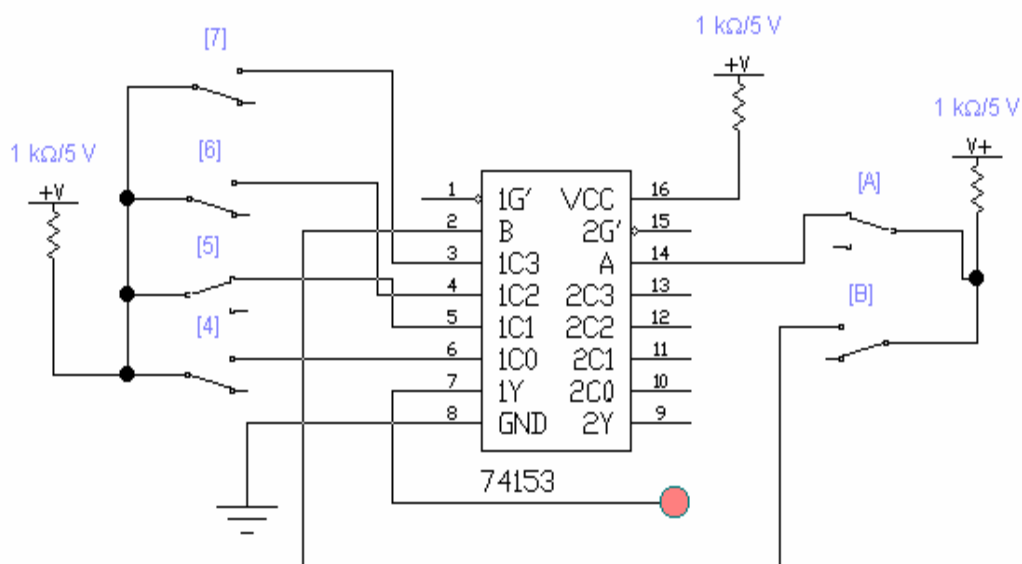 [7]
1 kΩ/5 V
+V
1 kΩ/5 V
V+
[6]
1 kΩ/5 V
+V
[A]
1 1G′ VCC 16
2 B 2G′ 15
[5]
3 1C3 A 14
4 1C2 2C3 13
[B]
5 1C1 2C2 12
[4]
6 1C0 2C1 11
7 1Y 2C0 10
8 GND 2Y 9
74153